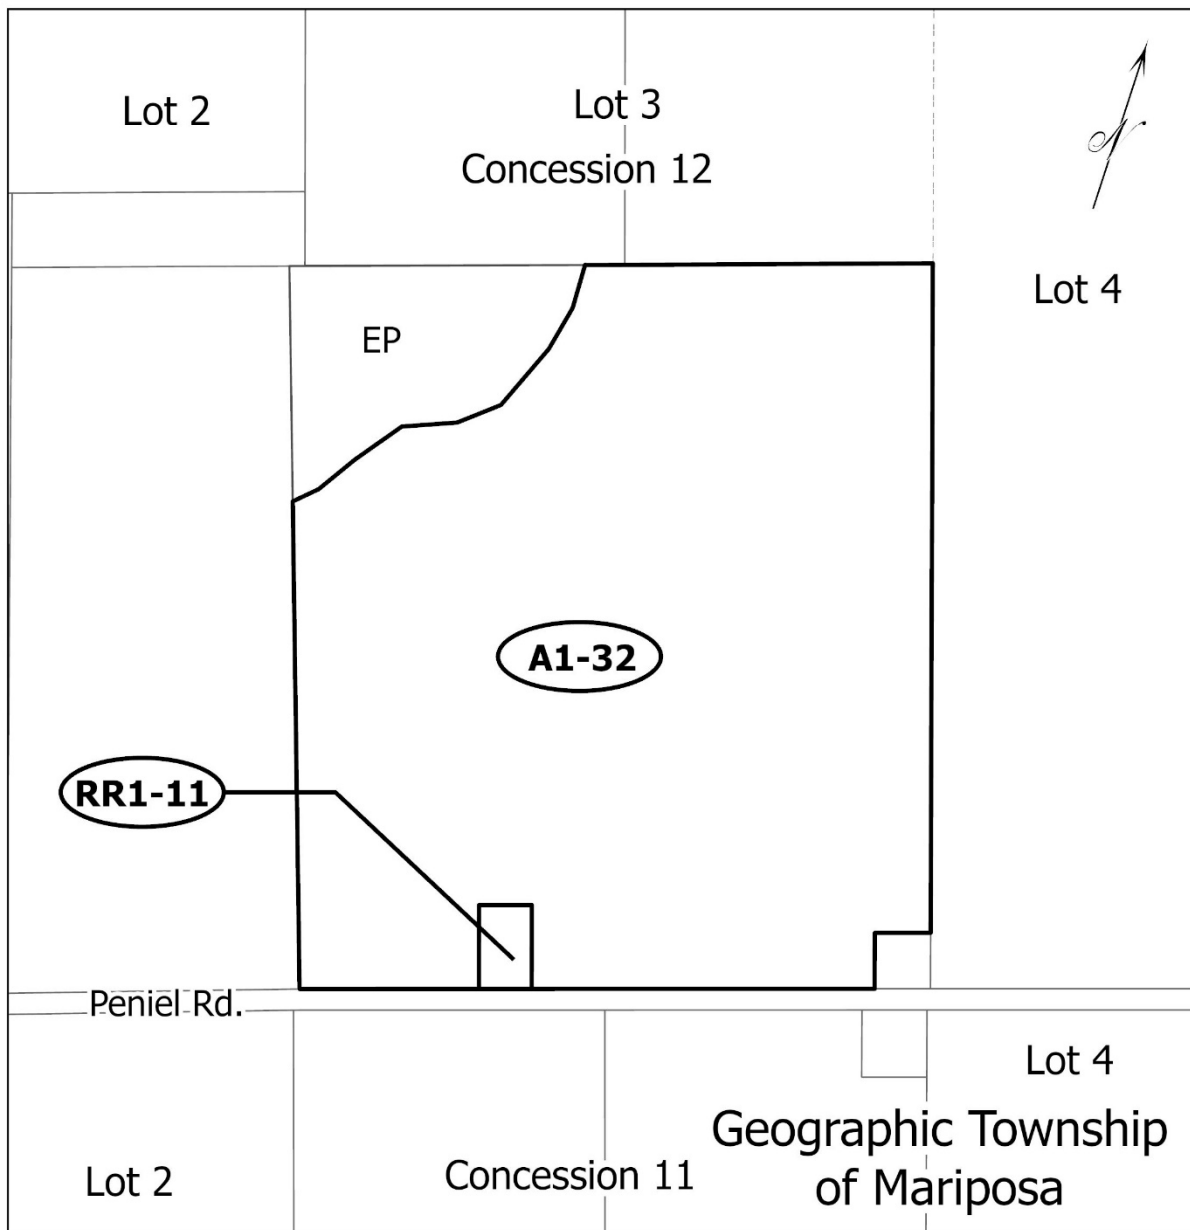 Lot 2
Lot 3
Concession 12
N
Lot 4
EP
A1-32
RR1-11
Peniel Rd.
Lot 4
Geographic Township
of Mariposa
Lot 2
Concession 11